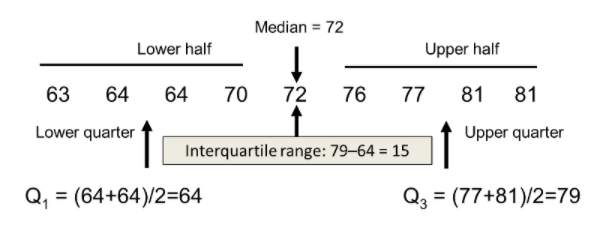 Median = 72
Lower half Upper half
63 64 64 70 72 76 77 81 81
Lower quarter Upper quarter
Interquartile range: 79–64 = 15
Q₁ = (64+64)/2=64 Q₃ = (77+81)/2=79